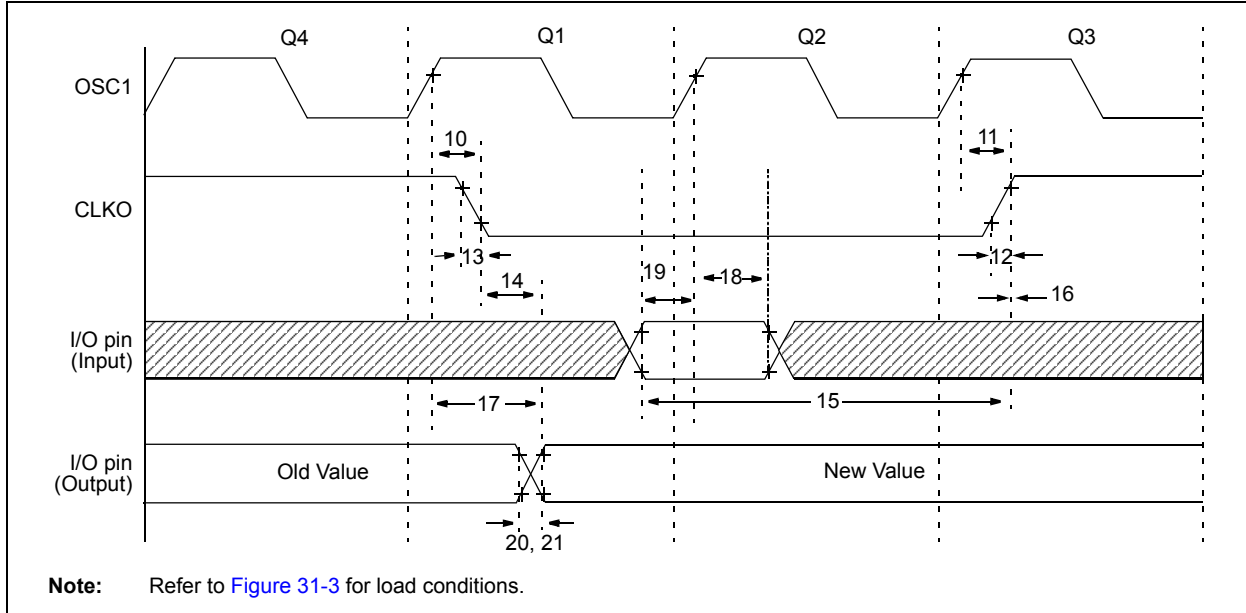 Q4 Q1 Q2 Q3
OSC1
10 11
CLKO
13 12
14 19 18
16
I/O pin
(Input)
17 15
I/O pin
(Output)
Old Value New Value
20, 21
Note: Refer to Figure 31-3 for load conditions.